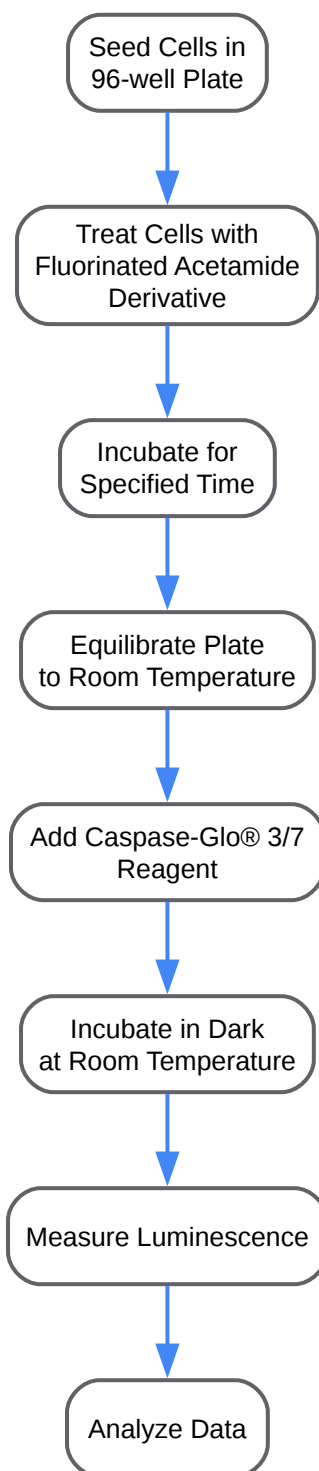 Seed Cells in
96-well Plate
Treat Cells with
Fluorinated Acetamide
Derivative
Incubate for
Specified Time
Equilibrate Plate
to Room Temperature
Add Caspase-Glo® 3/7
Reagent
Incubate in Dark
at Room Temperature
Measure Luminescence
Analyze Data